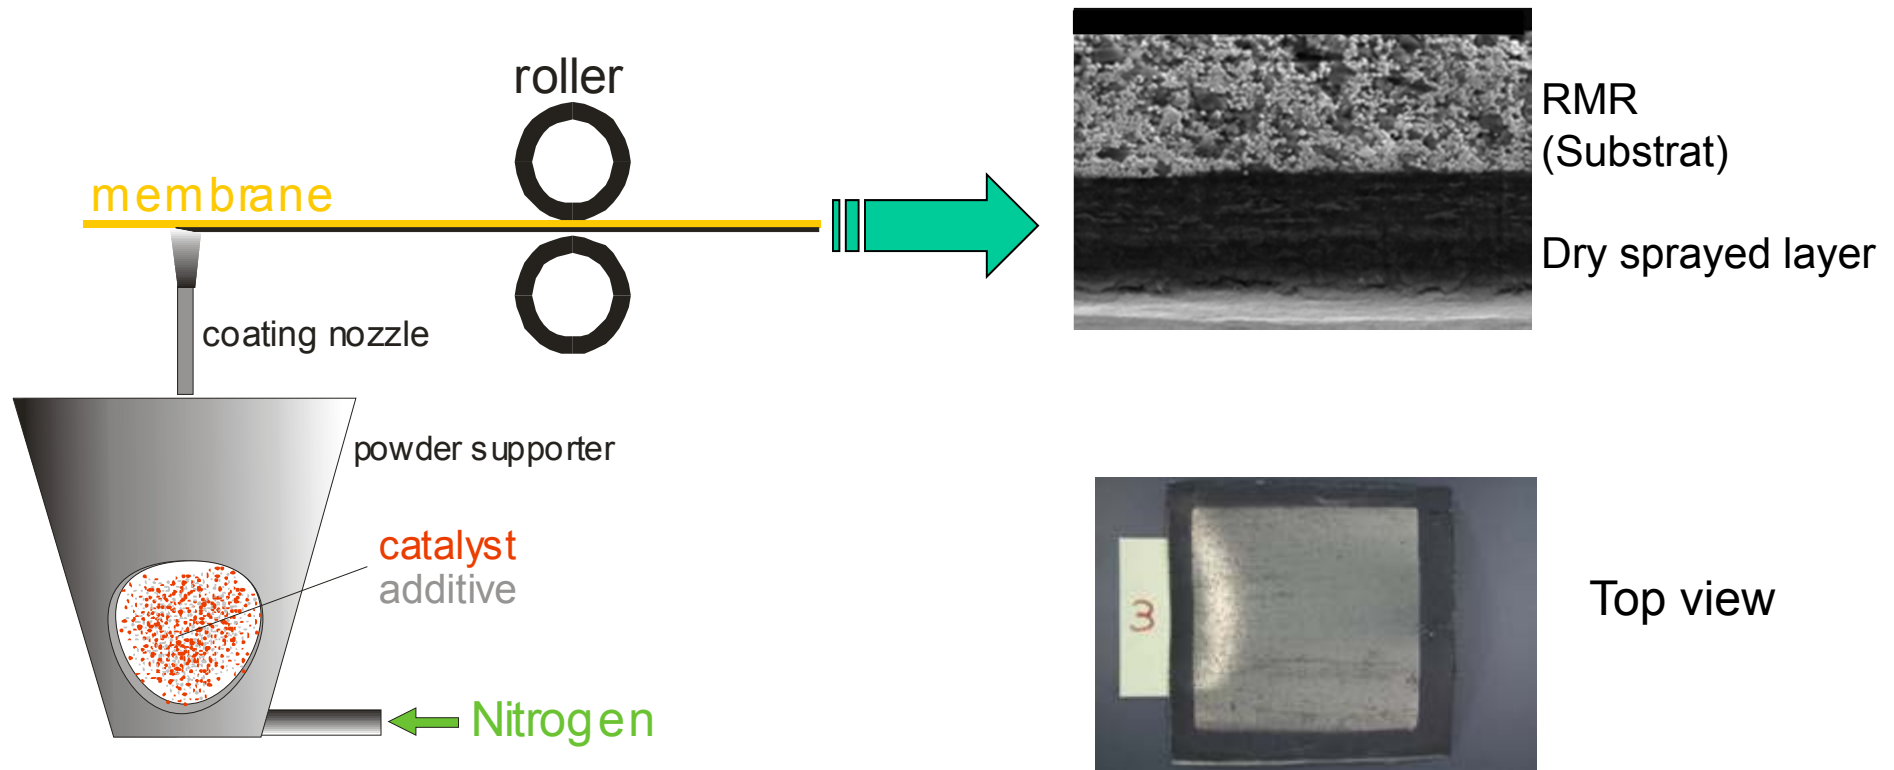 roller
membrane
coating nozzle
powder supporter
catalyst
additive
Nitrogen
RMR
(Substrat)
Dry sprayed layer
3
Top view